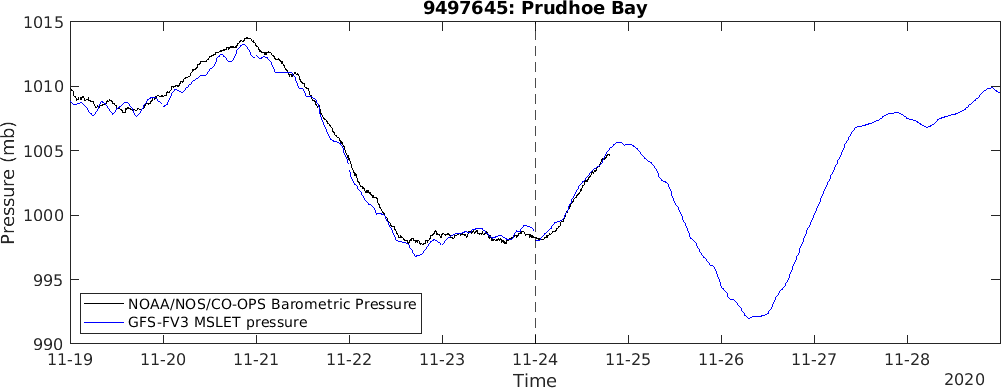 9497645: Prudhoe Bay
1015
1010
1005
1000
995
990
Pressure (mb)
NOAA/NOS/CO-OPS Barometric Pressure
GFS-FV3 MSLET pressure
11-19 11-20 11-21 11-22 11-23 11-24 11-25 11-26 11-27 11-28
Time
2020